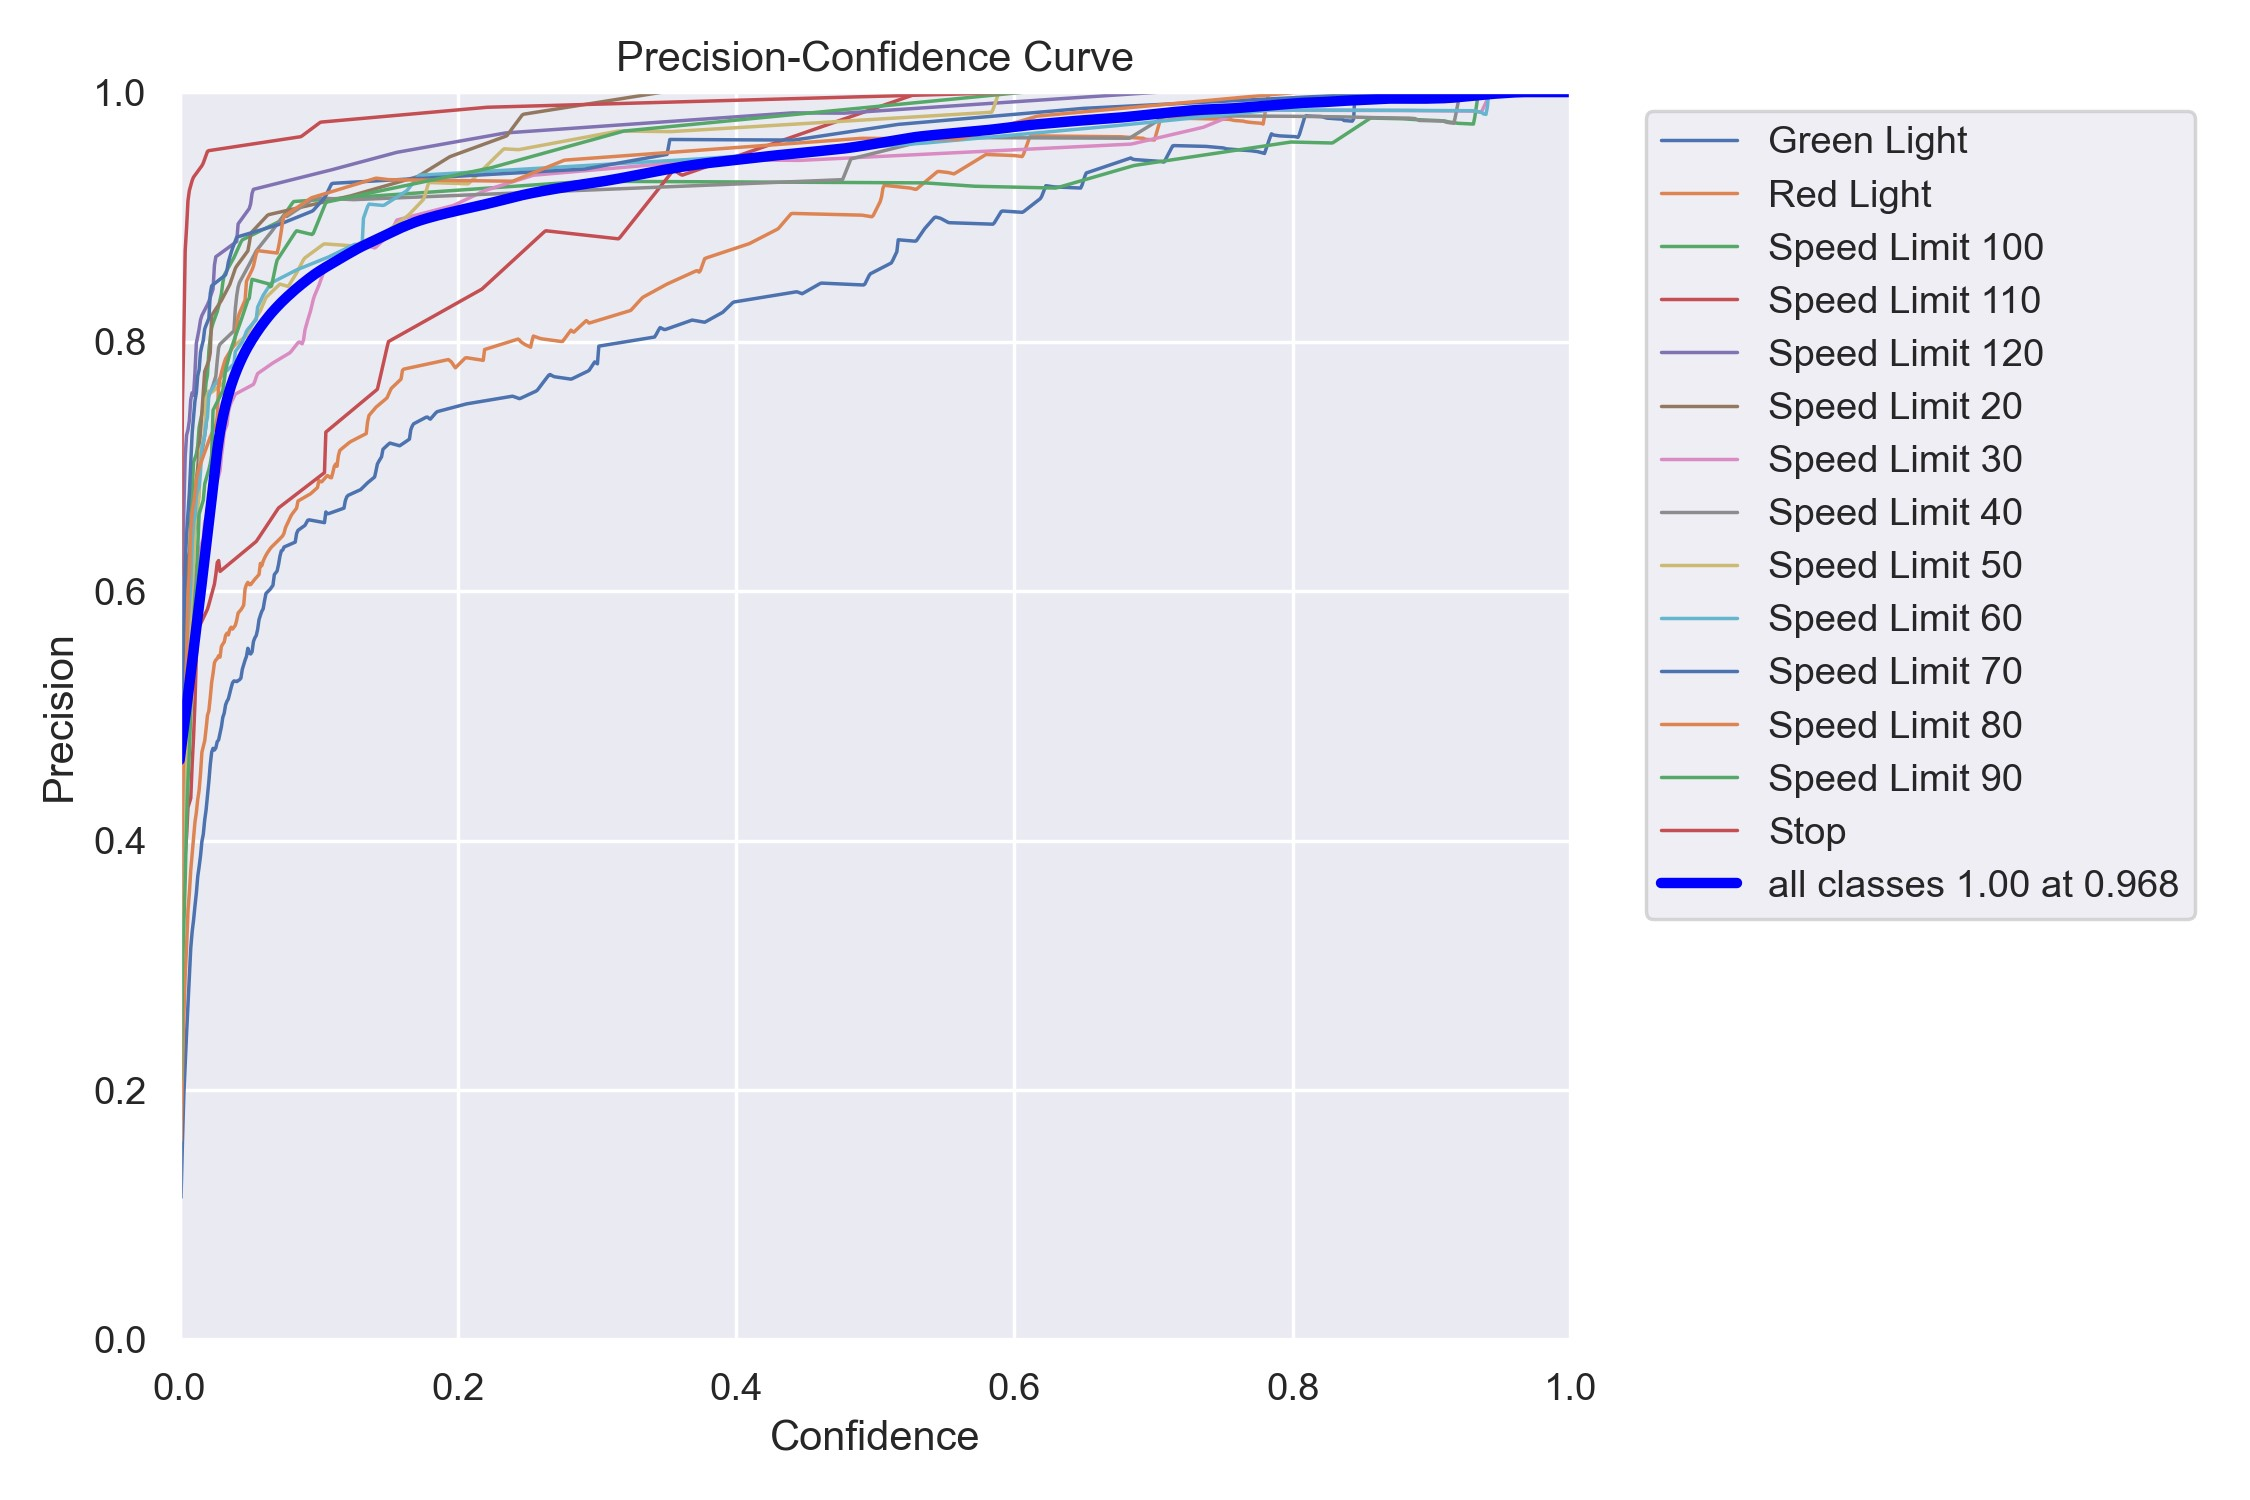 Precision-Confidence Curve
1.0
0.8
0.6
0.4
0.2
0.0
Precision
0.0 0.2 0.4 0.6 0.8 1.0
Confidence
Green Light
Red Light
Speed Limit 100
Speed Limit 110
Speed Limit 120
Speed Limit 20
Speed Limit 30
Speed Limit 40
Speed Limit 50
Speed Limit 60
Speed Limit 70
Speed Limit 80
Speed Limit 90
Stop
all classes 1.00 at 0.968